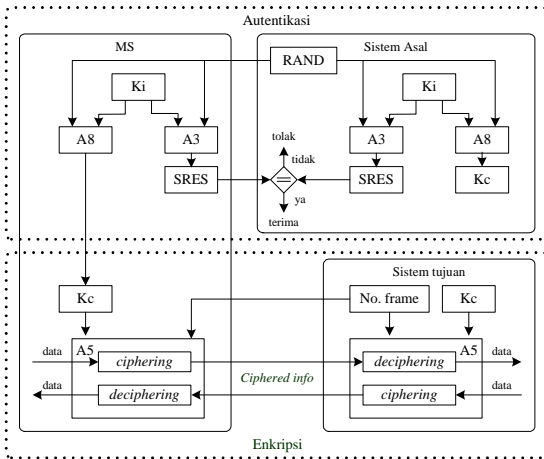 Autentikasi
MS
Sistem Asal
RAND
Ki
Ki
A8
A3
tolak
A3
A8
tidak
SRES
=
SRES
Kc
ya
terima
Sistem tujuan
Kc
No. frame
Kc
A5
A5
data
ciphering
deciphering
data
Ciphered info
data
deciphering
ciphering
data
Enkripsi